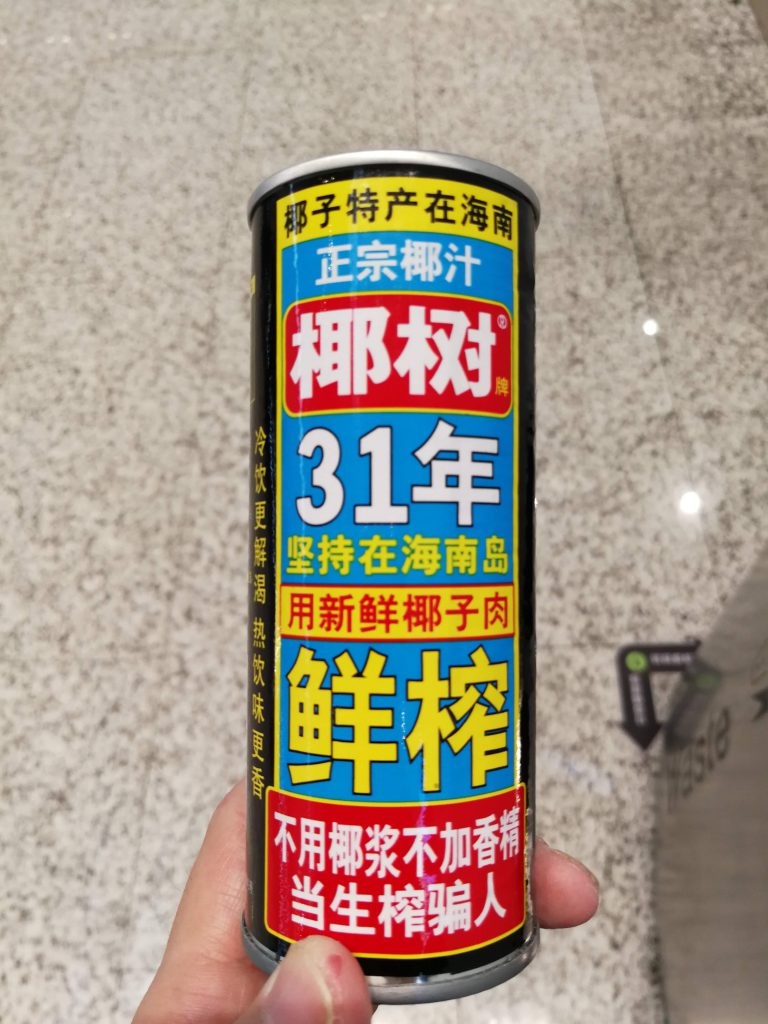 椰子特产在海南
正宗椰汁
椰树®
牌
31年
坚持在海南岛
用新鲜椰子肉
鲜榨
不用椰浆不加香精
当生榨骗人
冷饮更解渴 热饮味更香